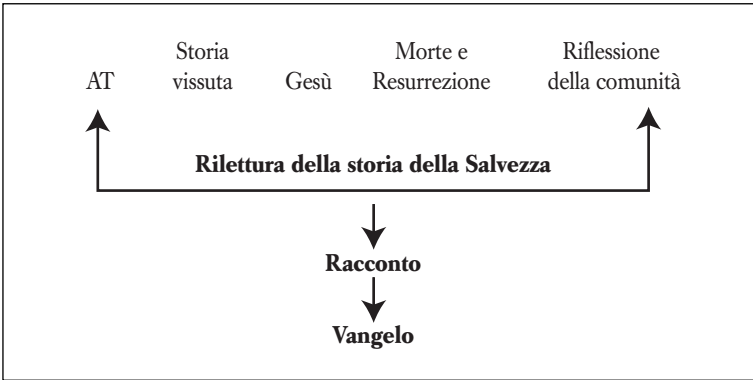 AT
Storia
vissuta
Gesù
Morte e
Resurrezione
Riflessione
della comunità
Rilettura della storia della Salvezza
Racconto
Vangelo